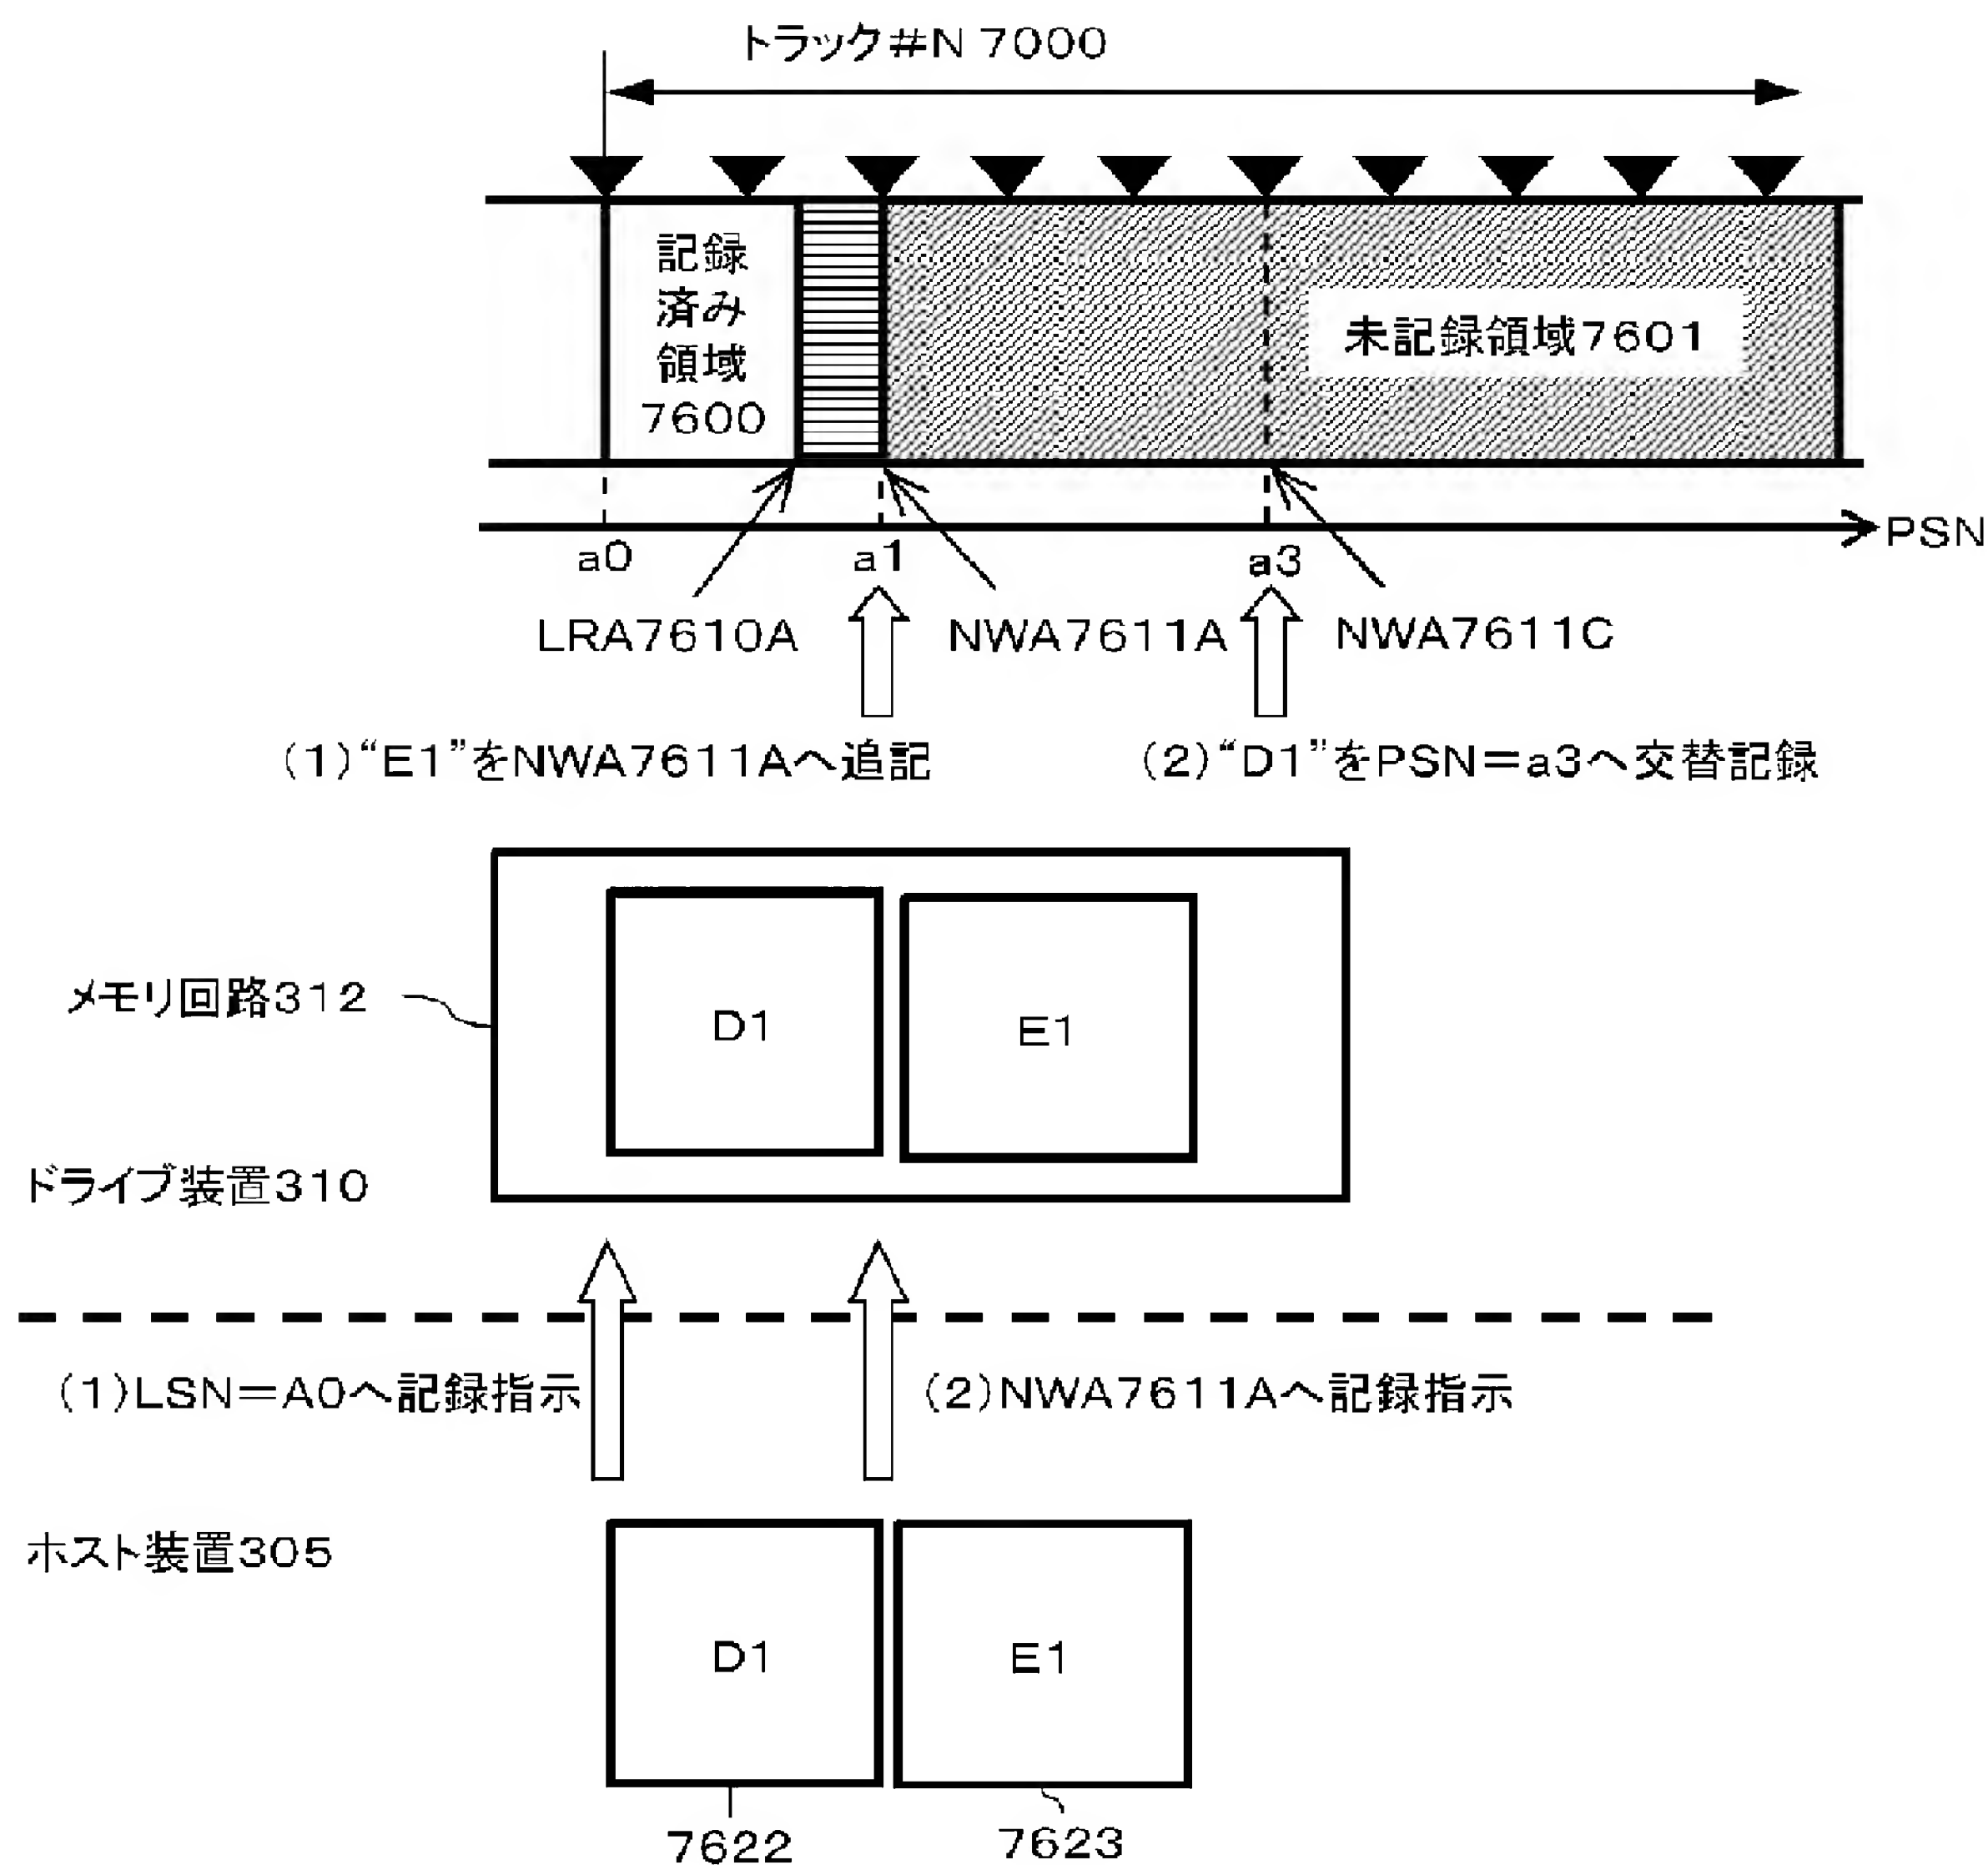 トラック#N 7000
記録
済み
領域
7600
未記録領域7601
PSN
a0
a1
a3
LRA7610A
NWA7611A
NWA7611C
(1)“E1”をNWA7611Aへ追記
(2)“D1”をPSN=a3へ交替記録
メモリ回路312
D1
E1
ドライブ装置310
(1)LSN=A0へ記録指示
(2)NWA7611Aへ記録指示
ホスト装置305
D1
E1
7622
7623